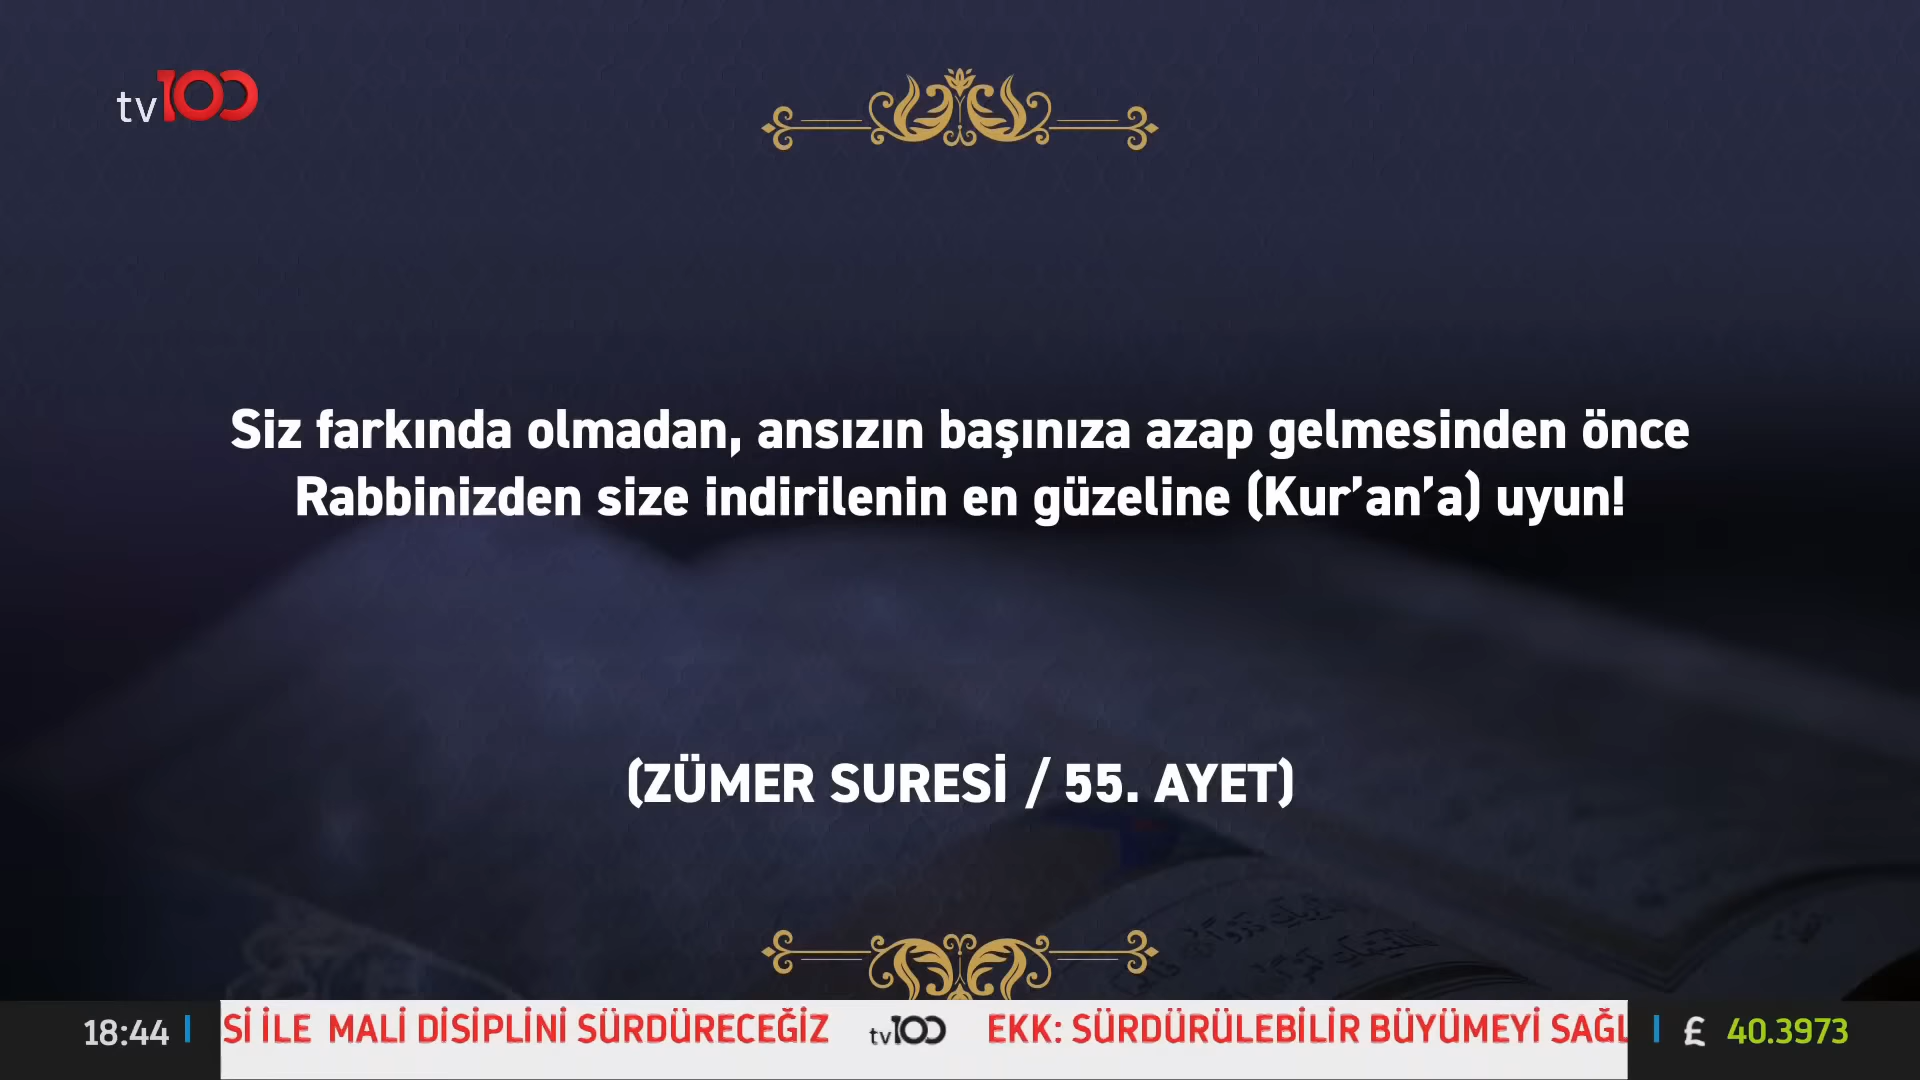 tv100
Siz farkında olmadan, ansızın başınıza azap gelmesinden önce
Rabbinizden size indirilenin en güzeline (Kur’an’a) uyun!
(ZÜMER SURESİ / 55. AYET)
18:44
Sİ İLE MALİ DİSİPLİNİ SÜRDÜRECEĞİZ tv100 EKK: SÜRDÜRÜLEBİLİR BÜYÜMEYİ SAĞL
£ 40.3973